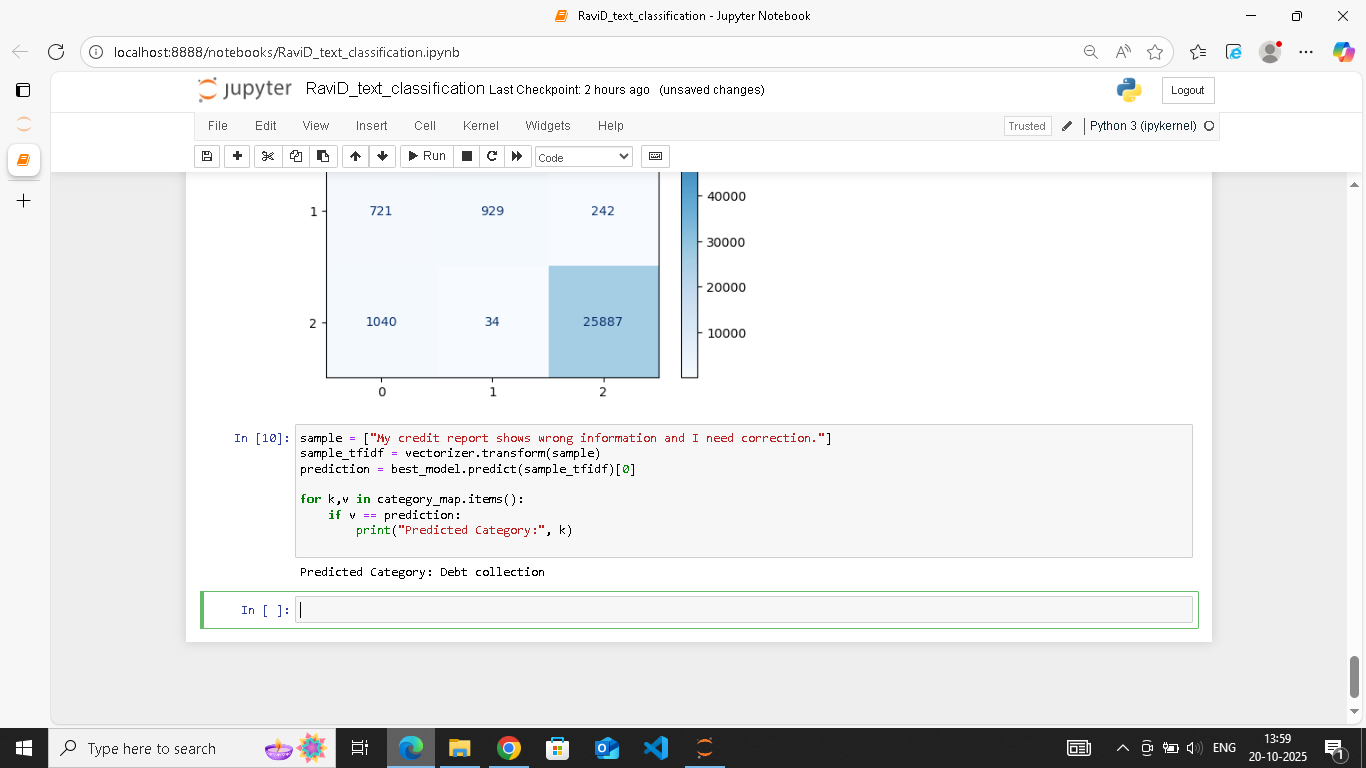 RaviD_text_classification - Jupyter Notebook
localhost:8888/notebooks/RaviD_text_classification.ipynb
jupyter RaviD_text_classification Last Checkpoint: 2 hours ago (unsaved changes)
Logout
File Edit View Insert Cell Kernel Widgets Help
Trusted
Python 3 (ipykernel)
Run
Code
1
721 929 242
2
1040 34 25887
0 1 2
40000
30000
20000
10000
In [10]:
sample = ["My credit report shows wrong information and I need correction."]
sample_tfidf = vectorizer.transform(sample)
prediction = best_model.predict(sample_tfidf)[0]
for k,v in category_map.items():
    if v == prediction:
        print("Predicted Category:", k)
Predicted Category: Debt collection
In [ ]:
Type here to search
ENG
13:59
20-10-2025
1